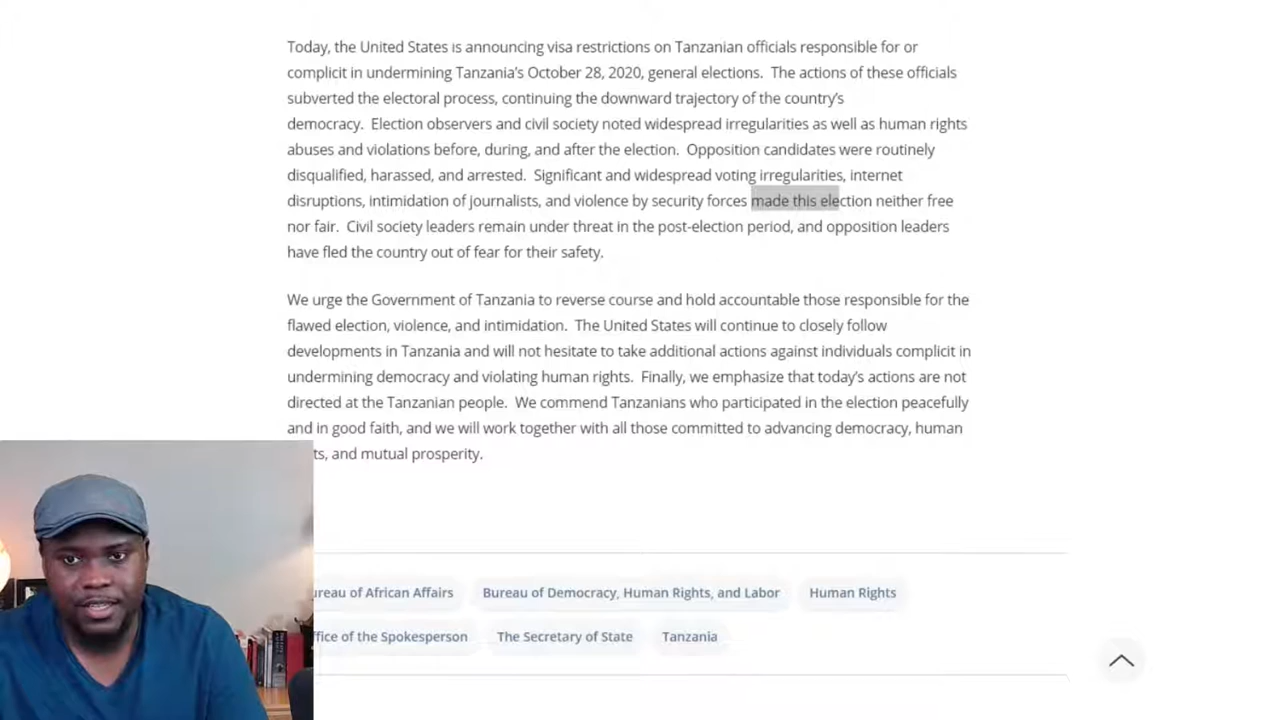 Today, the United States is announcing visa restrictions on Tanzanian officials responsible for or
complicit in undermining Tanzania's October 28, 2020, general elections.  The actions of these officials
subverted the electoral process, continuing the downward trajectory of the country's
democracy.  Election observers and civil society noted widespread irregularities as well as human rights
abuses and violations before, during, and after the election.  Opposition candidates were routinely
disqualified, harassed, and arrested.  Significant and widespread voting irregularities, internet
disruptions, intimidation of journalists, and violence by security forces made this election neither free
nor fair.  Civil society leaders remain under threat in the post-election period, and opposition leaders
have fled the country out of fear for their safety.
We urge the Government of Tanzania to reverse course and hold accountable those responsible for the
flawed election, violence, and intimidation.  The United States will continue to closely follow
developments in Tanzania and will not hesitate to take additional actions against individuals complicit in
undermining democracy and violating human rights.  Finally, we emphasize that today's actions are not
directed at the Tanzanian people.  We commend Tanzanians who participated in the election peacefully
and in good faith, and we will work together with all those committed to advancing democracy, human
ts, and mutual prosperity.
ureau of African Affairs Bureau of Democracy, Human Rights, and Labor Human Rights
ffice of the Spokesperson The Secretary of State Tanzania